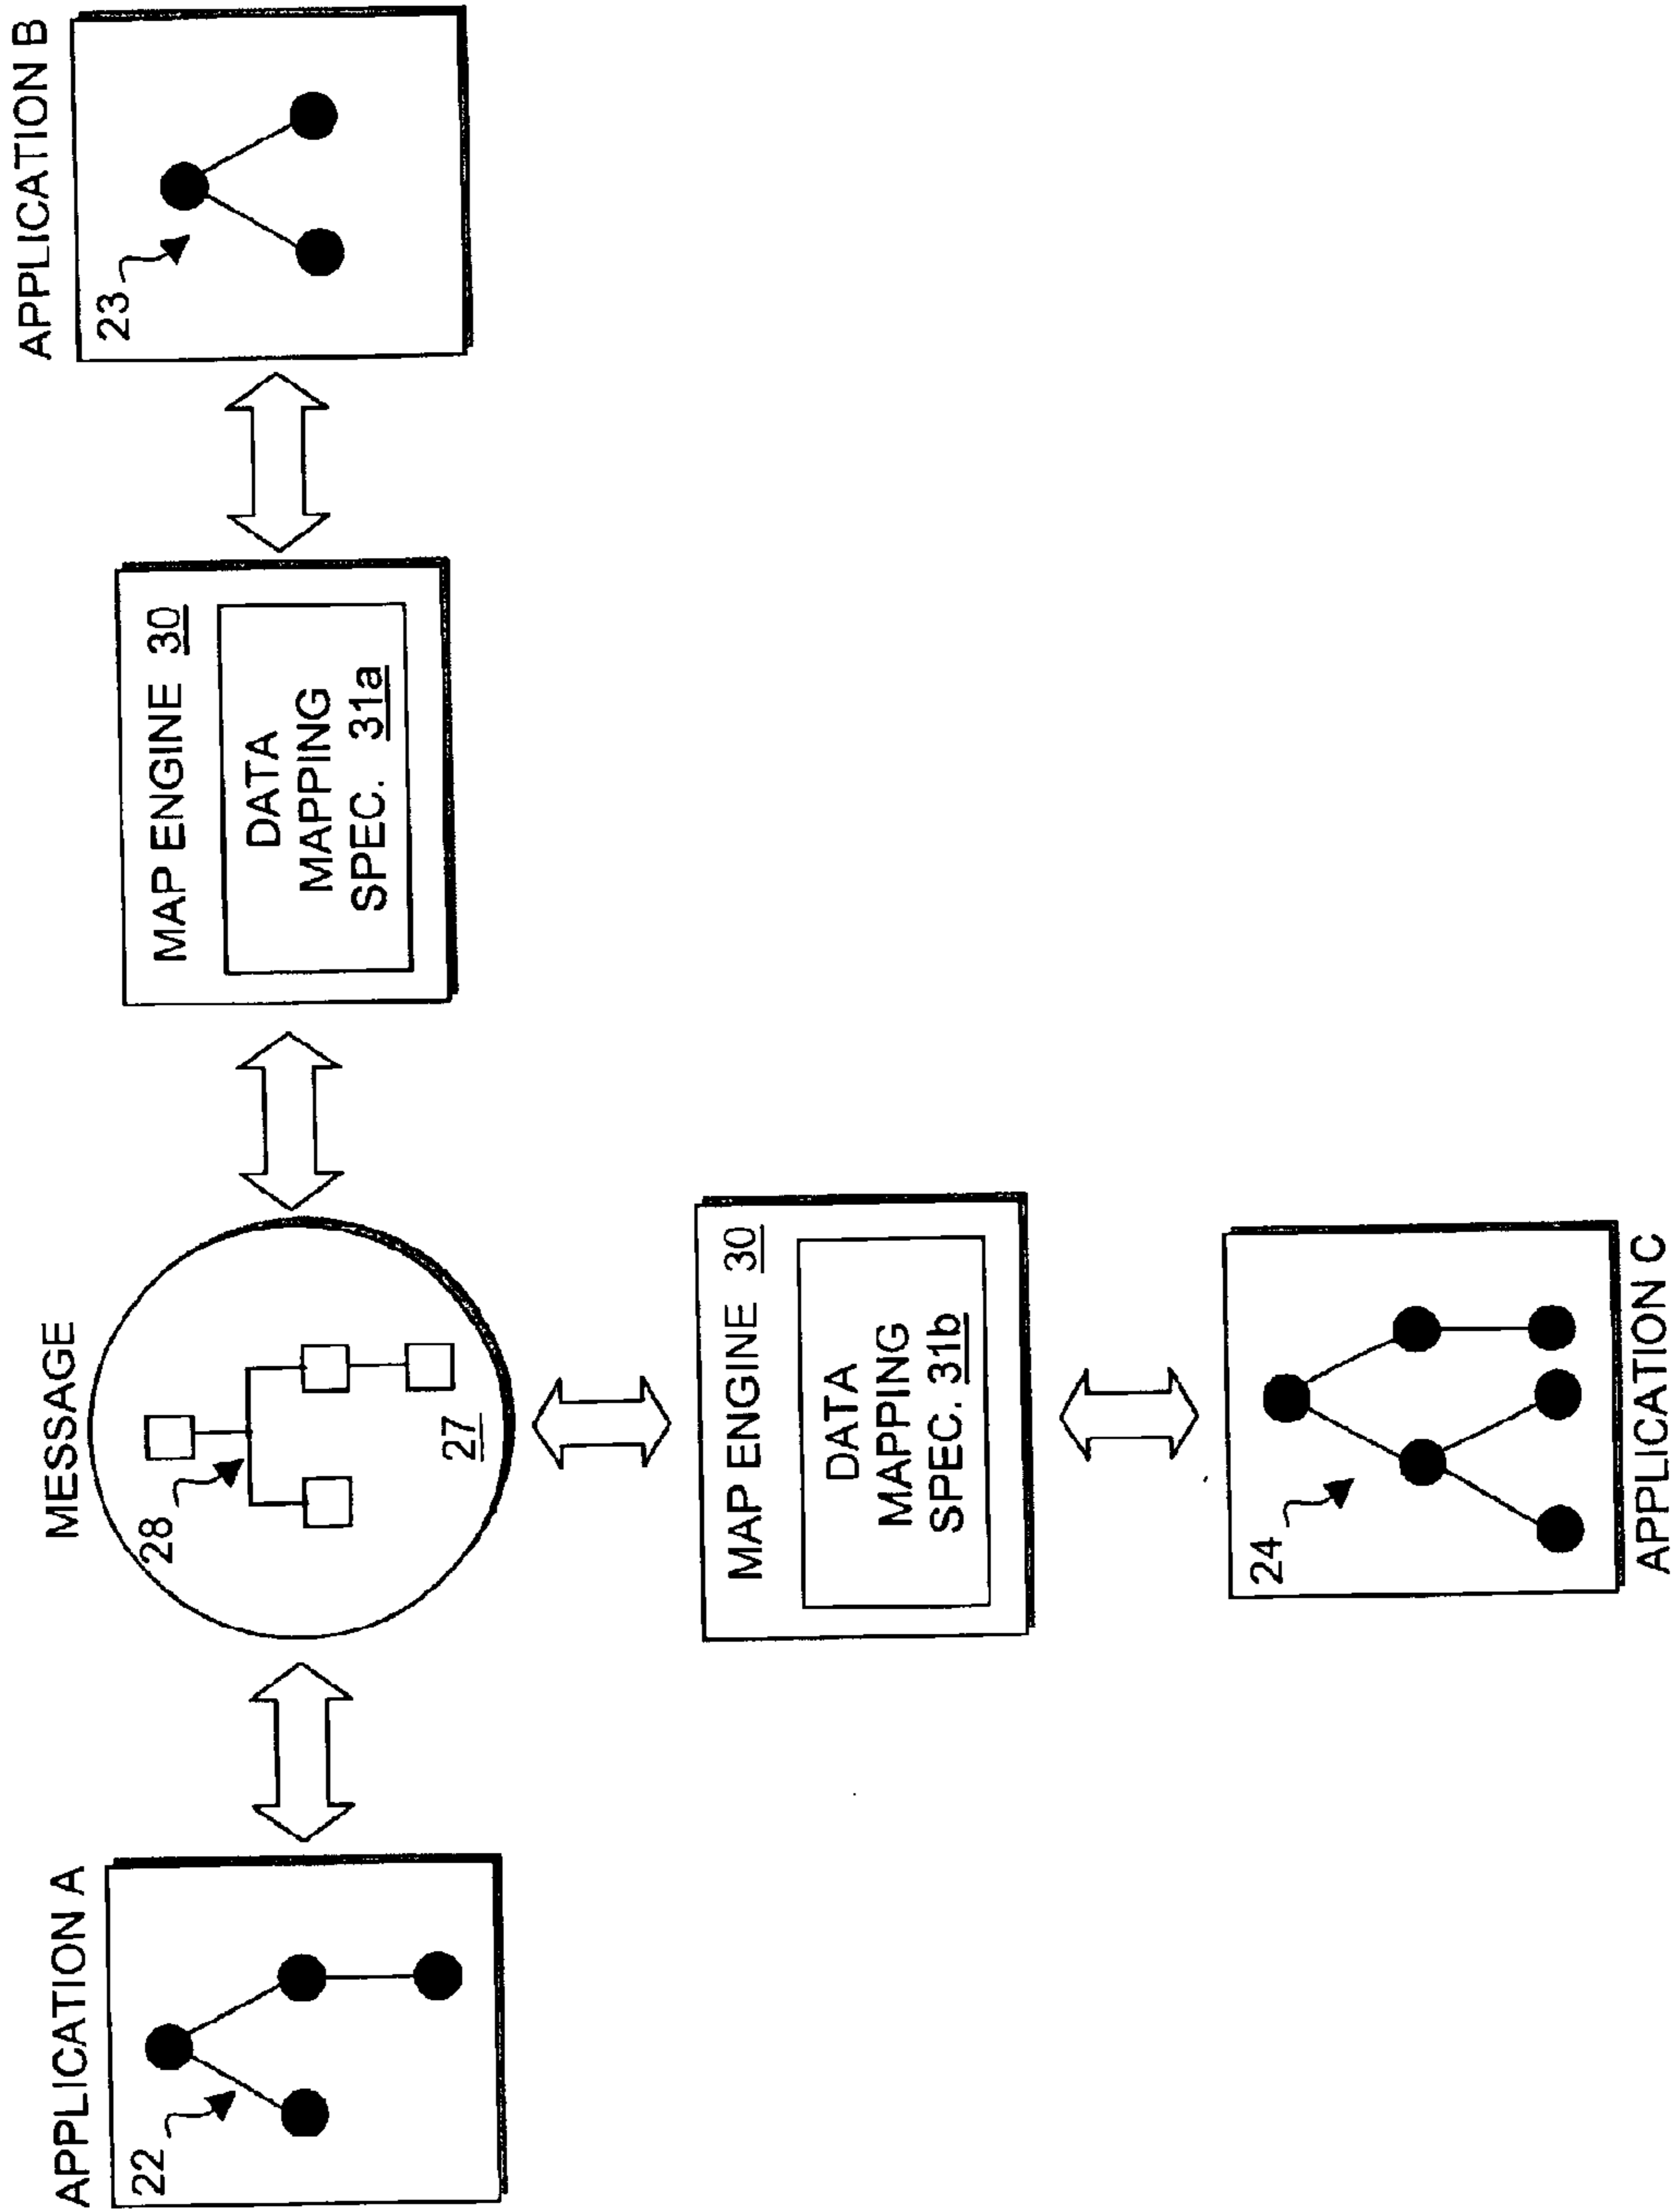 APPLICATION A
22
MESSAGE
28
27
MAP ENGINE 30
DATA
MAPPING
SPEC. 31a
APPLICATION B
23
MAP ENGINE 30
DATA
MAPPING
SPEC. 31b
24
APPLICATION C